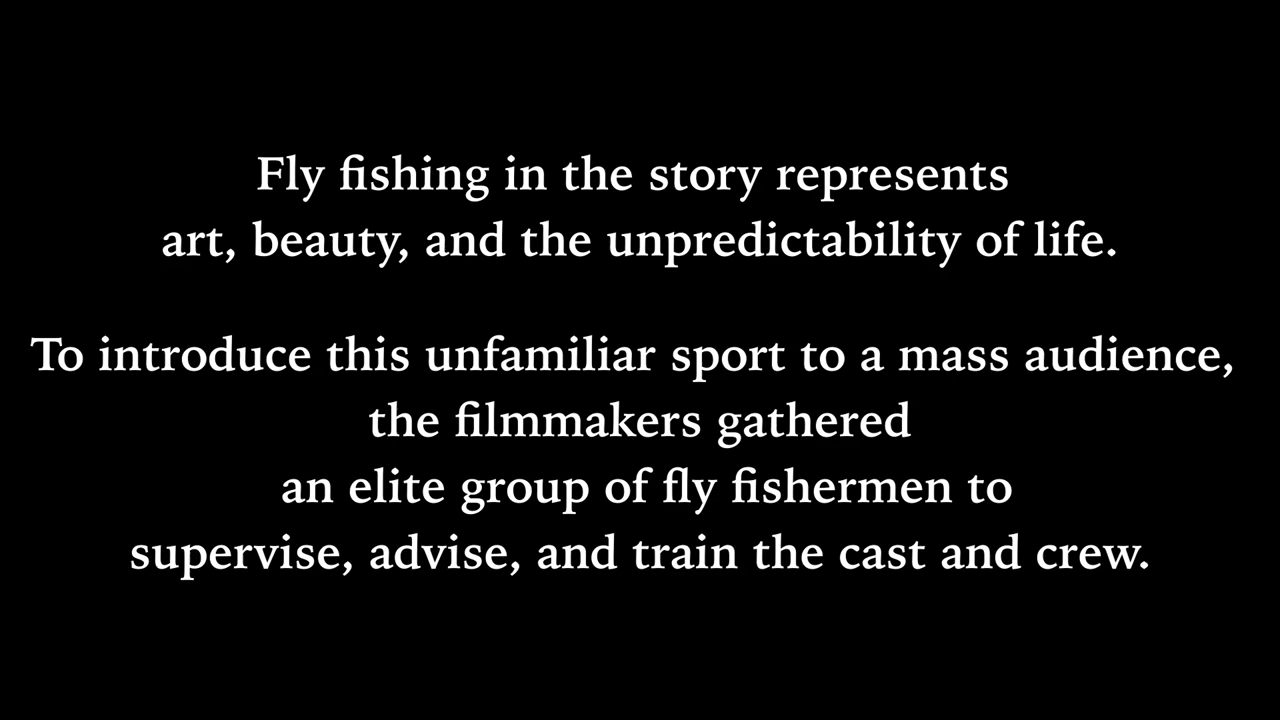 Fly fishing in the story represents
art, beauty, and the unpredictability of life.
To introduce this unfamiliar sport to a mass audience,
the filmmakers gathered
an elite group of fly fishermen to
supervise, advise, and train the cast and crew.